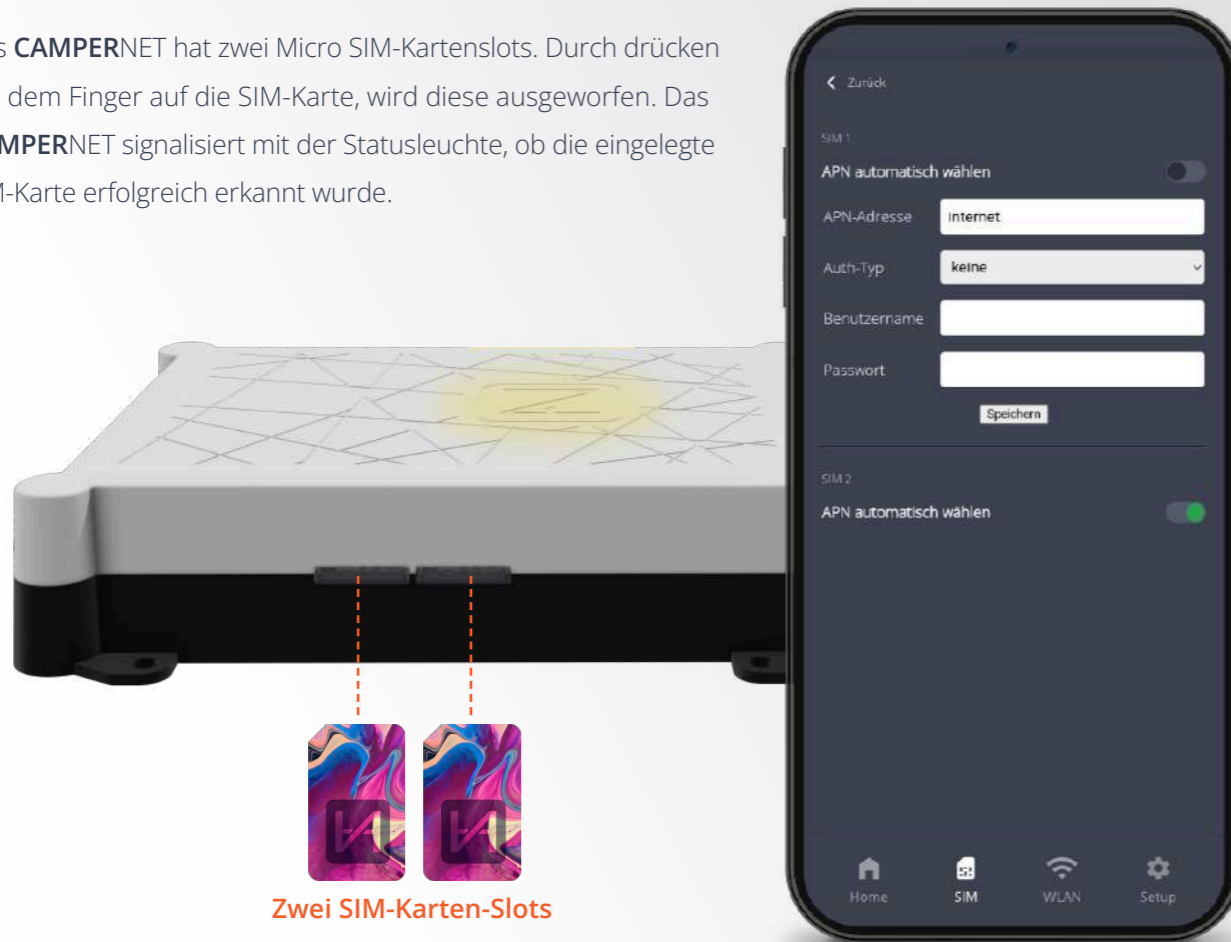 s CAMPERNET hat zwei Micro SIM-Kartenslots. Durch drücken
dem Finger auf die SIM-Karte, wird diese ausgeworfen. Das
MPERNET signalisiert mit der Statusleuchte, ob die eingelegte
M-Karte erfolgreich erkannt wurde.
Zwei SIM-Karten-Slots
Zurück
SIM 1
APN automatisch wählen
APN-Adresse internet
Auth-Typ keine
Benutzername
Passwort
Speichern
SIM 2
APN automatisch wählen
Home SIM WLAN Setup